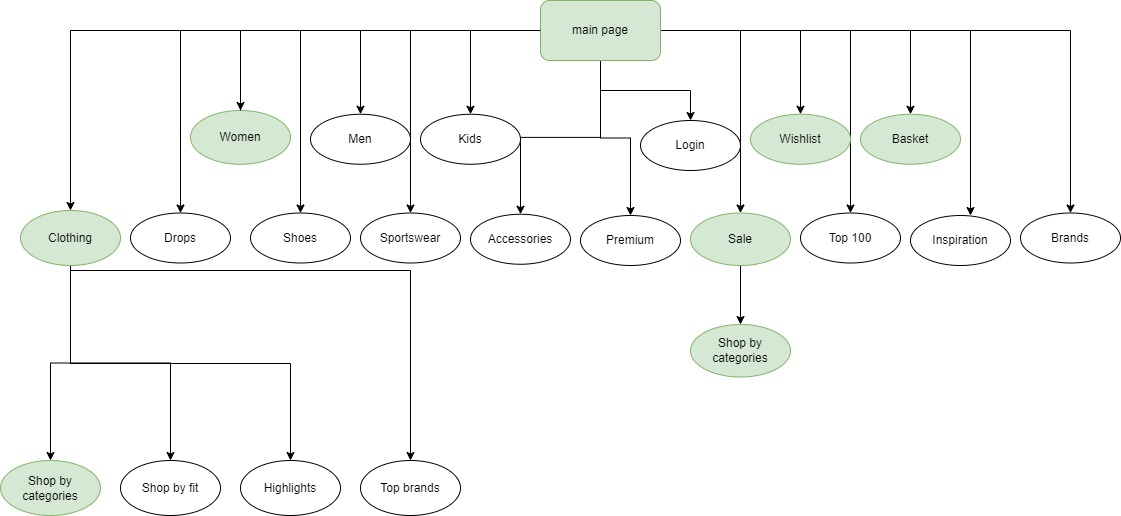 main page
Women
Men
Kids
Login
Wishlist
Basket
Clothing
Drops
Shoes
Sportswear
Accessories
Premium
Sale
Top 100
Inspiration
Brands
Shop by
categories
Shop by
categories
Shop by fit
Highlights
Top brands